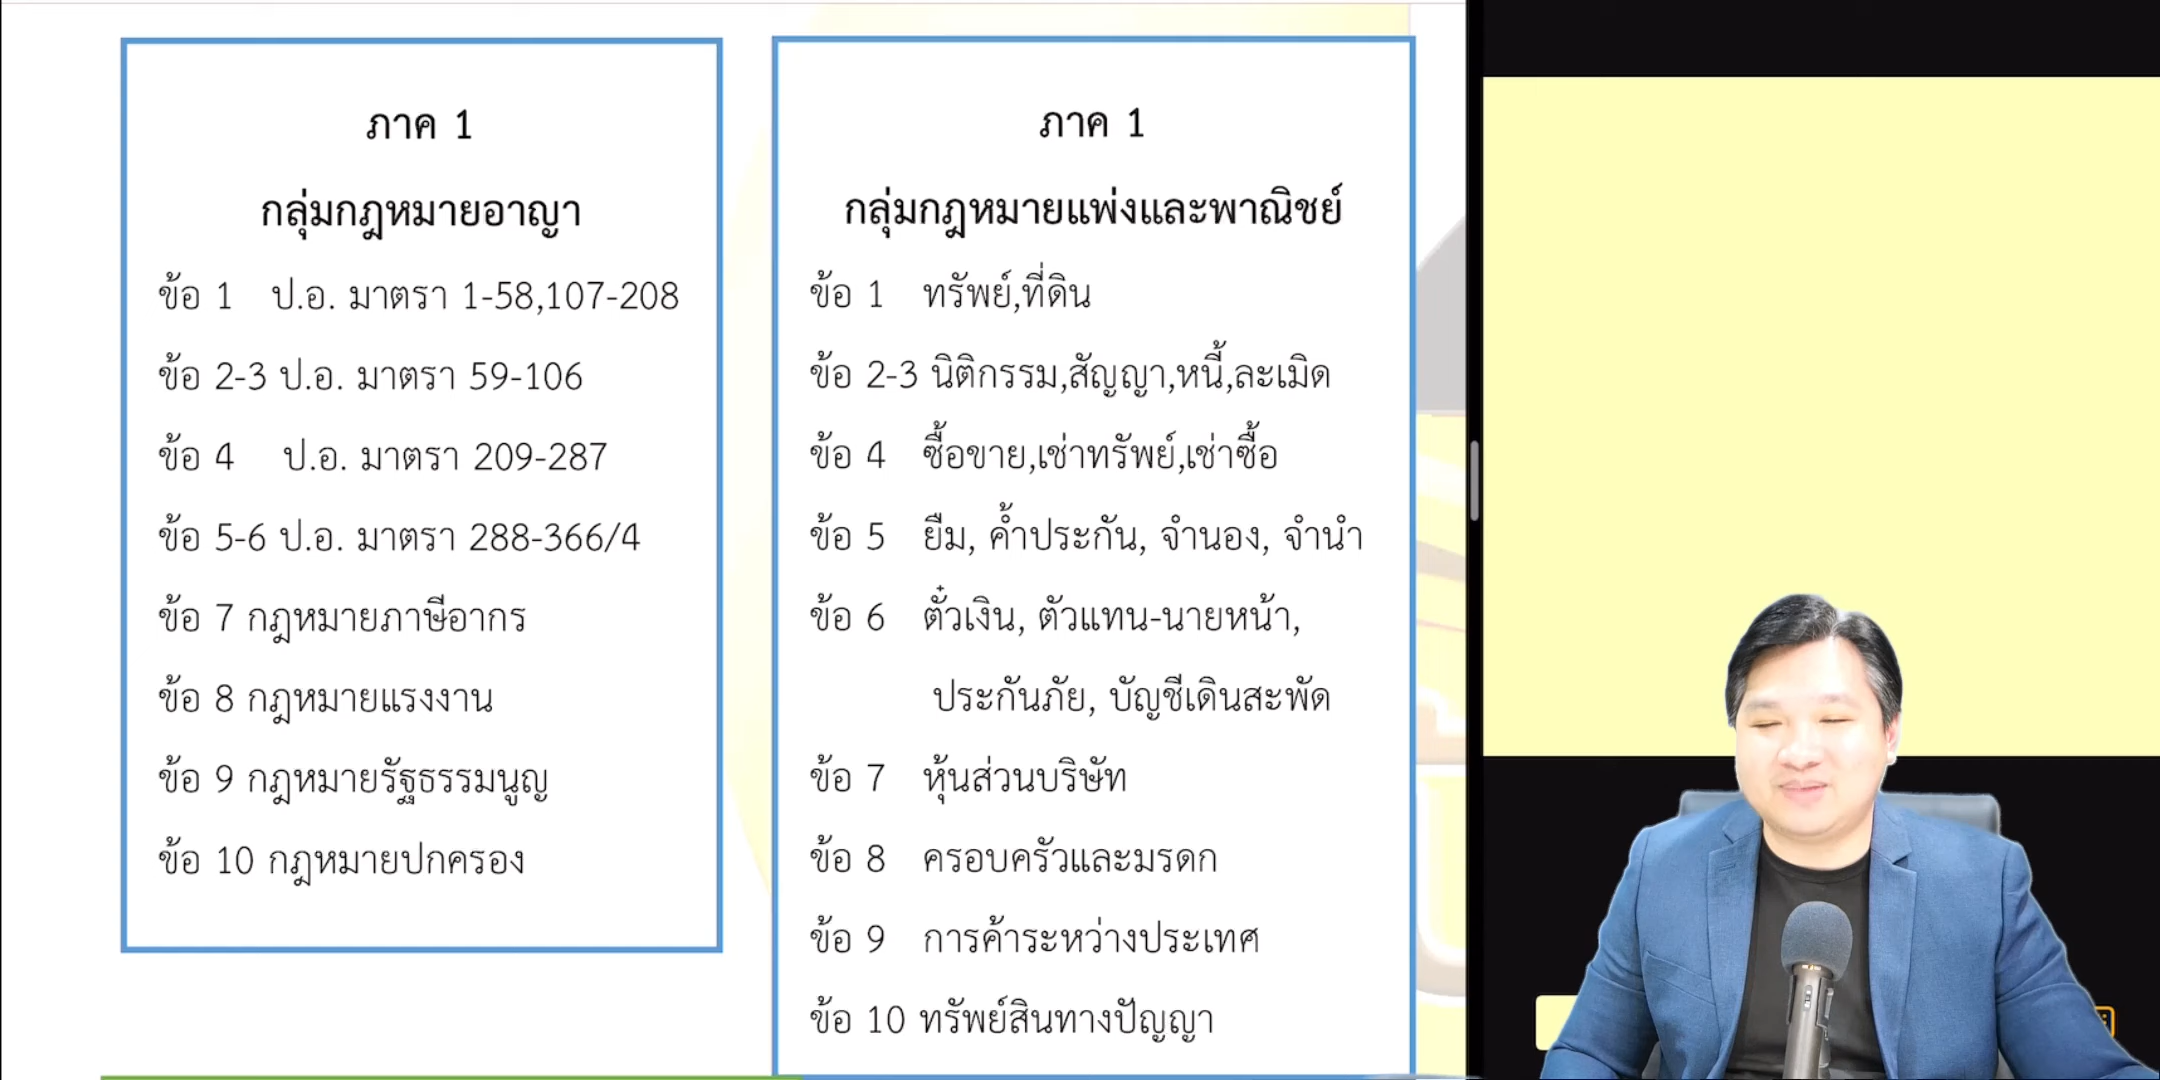 ภาค 1
กลุ่มกฎหมายอาญา
ข้อ 1 ป.อ. มาตรา 1-58,107-208
ข้อ 2-3 ป.อ. มาตรา 59-106
ข้อ 4 ป.อ. มาตรา 209-287
ข้อ 5-6 ป.อ. มาตรา 288-366/4
ข้อ 7 กฎหมายภาษีอากร
ข้อ 8 กฎหมายแรงงาน
ข้อ 9 กฎหมายรัฐธรรมนูญ
ข้อ 10 กฎหมายปกครอง
ภาค 1
กลุ่มกฎหมายแพ่งและพาณิชย์
ข้อ 1 ทรัพย์,ที่ดิน
ข้อ 2-3 นิติกรรม,สัญญา,หนี้,ละเมิด
ข้อ 4 ซื้อขาย,เช่าทรัพย์,เช่าซื้อ
ข้อ 5 ยืม, ค้ำประกัน, จำนอง, จำนำ
ข้อ 6 ตั๋วเงิน, ตัวแทน-นายหน้า,
ประกันภัย, บัญชีเดินสะพัด
ข้อ 7 หุ้นส่วนบริษัท
ข้อ 8 ครอบครัวและมรดก
ข้อ 9 การค้าระหว่างประเทศ
ข้อ 10 ทรัพย์สินทางปัญญา